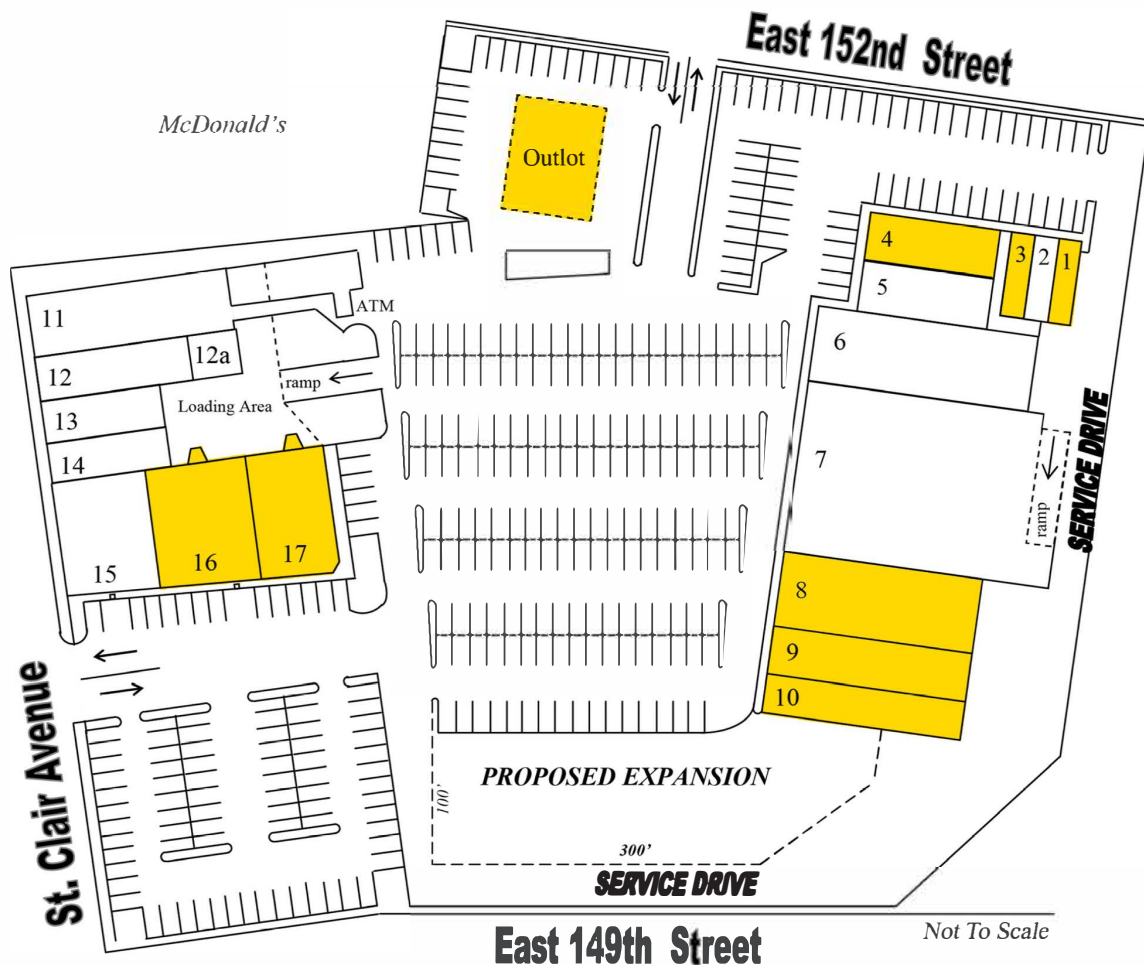 East 152nd Street
McDonald's
Outlot
4
3
2
1
5
ATM
11
6
12a
12
ramp
Loading Area
13
14
7
SERVICE DRIVE
ramp
15
16
17
8
9
10
St. Clair Avenue
PROPOSED EXPANSION
100'
300'
SERVICE DRIVE
East 149th Street
Not To Scale